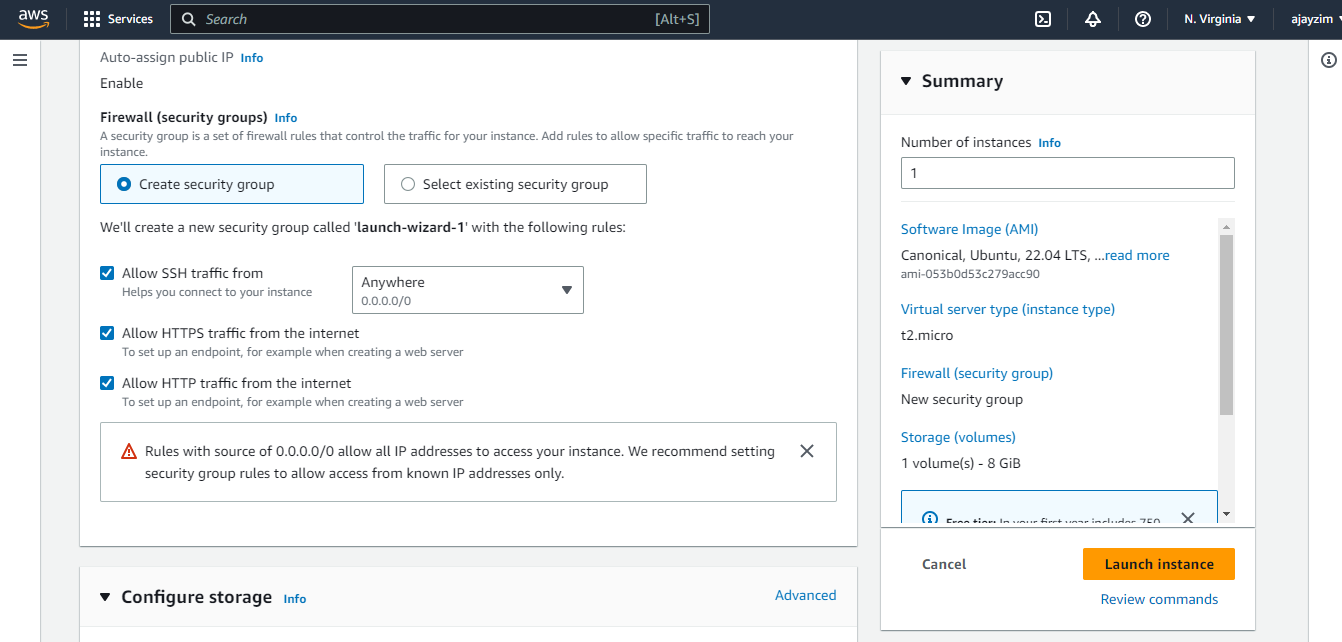 aws
Services
Search
[Alt+S]
N. Virginia
ajayzim
Auto-assign public IP Info
Enable
Firewall (security groups) Info
A security group is a set of firewall rules that control the traffic for your instance. Add rules to allow specific traffic to reach your
instance.
Create security group
Select existing security group
We'll create a new security group called 'launch-wizard-1' with the following rules:
Allow SSH traffic from
Helps you connect to your instance
Anywhere
0.0.0.0/0
Allow HTTPS traffic from the internet
To set up an endpoint, for example when creating a web server
Allow HTTP traffic from the internet
To set up an endpoint, for example when creating a web server
Rules with source of 0.0.0.0/0 allow all IP addresses to access your instance. We recommend setting
security group rules to allow access from known IP addresses only.
Configure storage Info
Advanced
Summary
Number of instances Info
1
Software Image (AMI)
Canonical, Ubuntu, 22.04 LTS, ...read more
ami-053b0d53c279acc90
Virtual server type (instance type)
t2.micro
Firewall (security group)
New security group
Storage (volumes)
1 volume(s) - 8 GiB
Free tier: In your first year includes 750
Cancel
Launch instance
Review commands